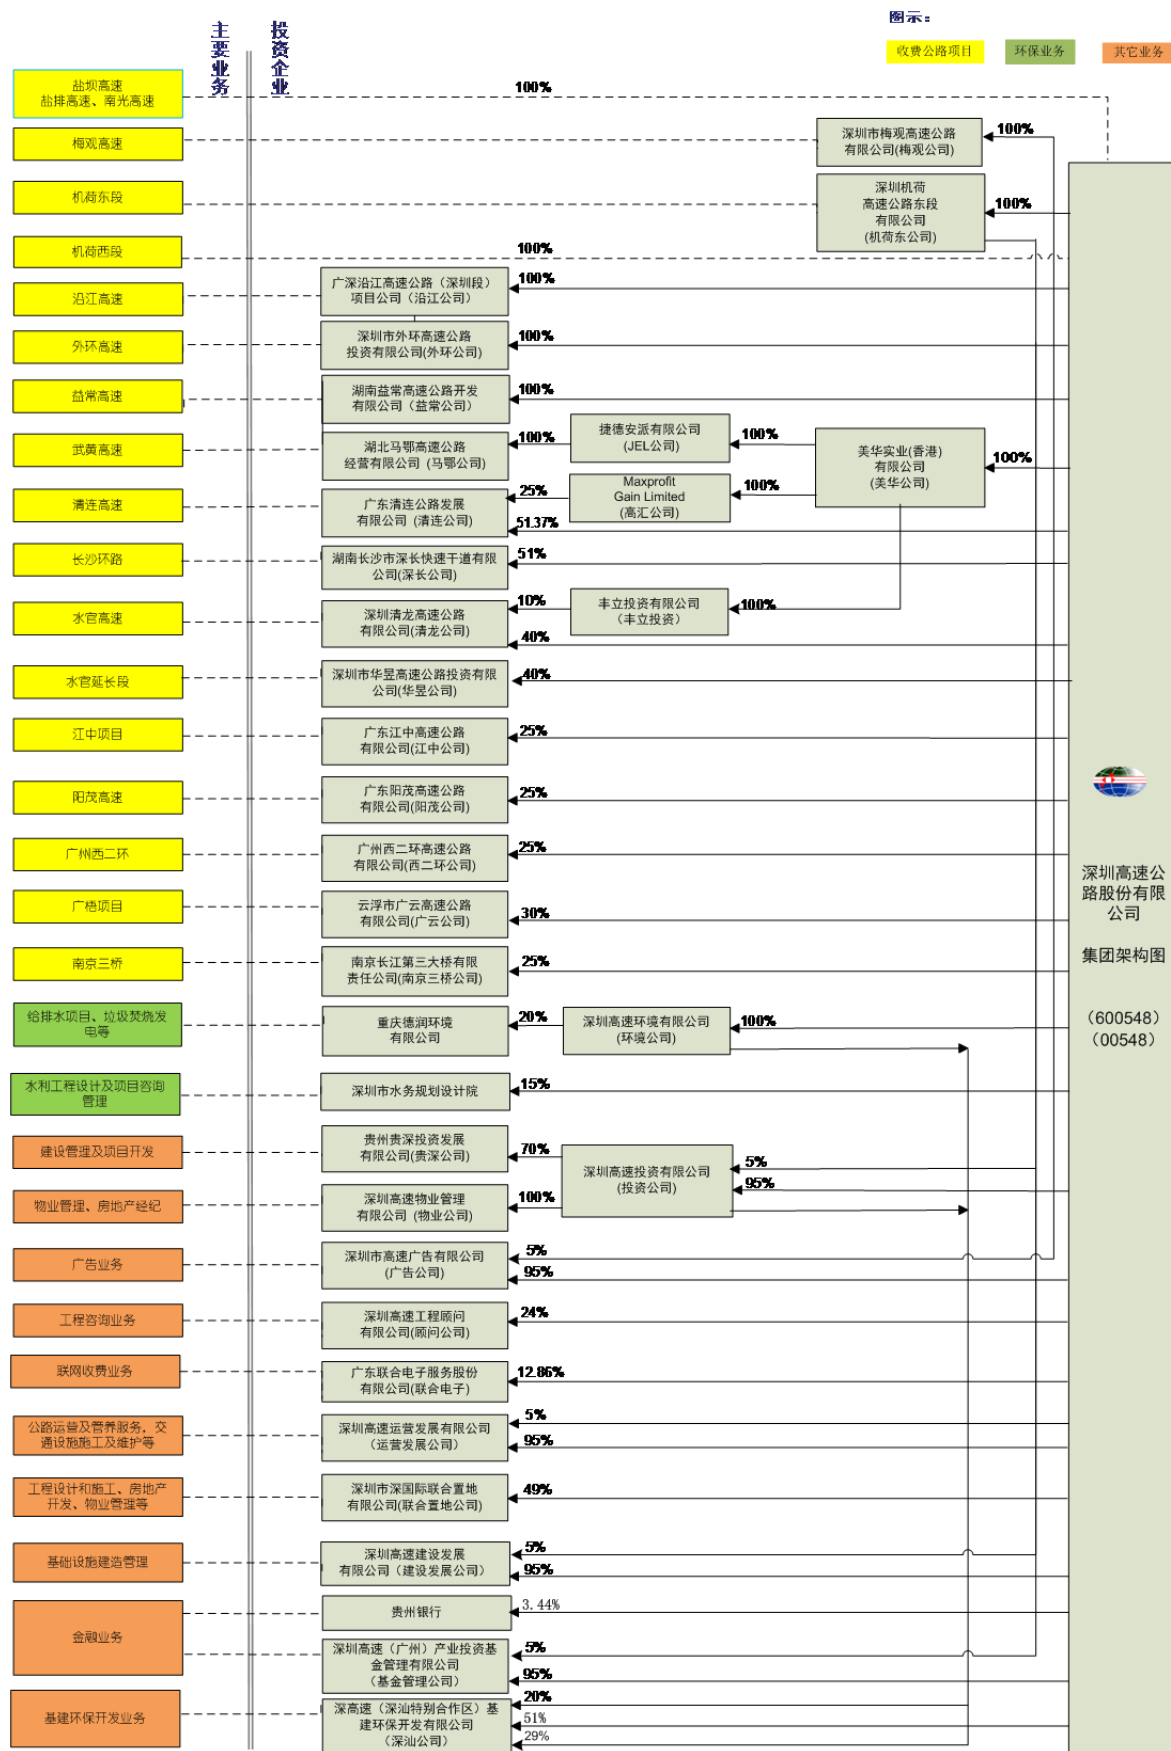 图示：
收费公路项目
环保业务
其它业务
主要业务
投资企业
盐坝高速
盐排高速、南光高速
100%
梅观高速
深圳市梅观高速公路
有限公司(梅观公司)
100%
机荷东段
深圳机荷
高速公路东段
有限公司
(机荷东公司)
100%
机荷西段
100%
沿江高速
广深沿江高速公路（深圳段）
项目公司（沿江公司）
100%
外环高速
深圳市外环高速公路
投资有限公司(外环公司)
100%
益常高速
湖南益常高速公路开发
有限公司（益常公司）
100%
武黄高速
湖北马鄂高速公路
经营有限公司 (马鄂公司)
100%
捷德安派有限公司
(JEL公司)
100%
美华实业(香港)
有限公司
(美华公司)
100%
清连高速
广东清连公路发展
有限公司 (清连公司)
25%
Maxprofit
Gain Limited
(高汇公司)
100%
51.37%
长沙环路
湖南长沙市深长快速干道有限
公司(深长公司)
51%
水官高速
深圳清龙高速公路
有限公司(清龙公司)
10%
丰立投资有限公司
（丰立投资）
100%
40%
水官延长段
深圳市华昱高速公路投资有限
公司(华昱公司)
40%
江中项目
广东江中高速公路
有限公司(江中公司)
25%
阳茂高速
广东阳茂高速公路
有限公司(阳茂公司)
25%
广州西二环
广州西二环高速公路
有限公司(西二环公司)
25%
广梧项目
云浮市广云高速公路
有限公司(广云公司)
30%
南京三桥
南京长江第三大桥有限
责任公司(南京三桥公司)
25%
深圳高速公
路股份有限
公司
集团架构图
（600548）
（00548）
给排水项目、垃圾焚烧发
电等
重庆德润环境
有限公司
20%
深圳高速环境有限公司
(环境公司)
100%
水利工程设计及项目咨询
管理
深圳市水务规划设计院
15%
建设管理及项目开发
贵州贵深投资发展
有限公司(贵深公司)
70%
深圳高速投资有限公司
(投资公司)
5%
95%
物业管理、房地产经纪
深圳高速物业管理
有限公司 (物业公司)
100%
广告业务
深圳市高速广告有限公司
(广告公司)
5%
95%
工程咨询业务
深圳高速工程顾问
有限公司(顾问公司)
24%
联网收费业务
广东联合电子服务股份
有限公司(联合电子)
12.86%
公路运营及管养服务，交
通设施施工及维护等
深圳高速运营发展有限公司
（运营发展公司）
5%
95%
工程设计和施工、房地产
开发、物业管理等
深圳市深国际联合置地
有限公司(联合置地公司)
49%
基础设施建造管理
深圳高速建设发展
有限公司（建设发展公司）
5%
95%
金融业务
贵州银行
3.44%
深圳高速（广州）产业投资基
金管理有限公司
（基金管理公司）
5%
95%
基建环保开发业务
深高速（深汕特别合作区）基
建环保开发有限公司
（深汕公司）
20%
51%
29%